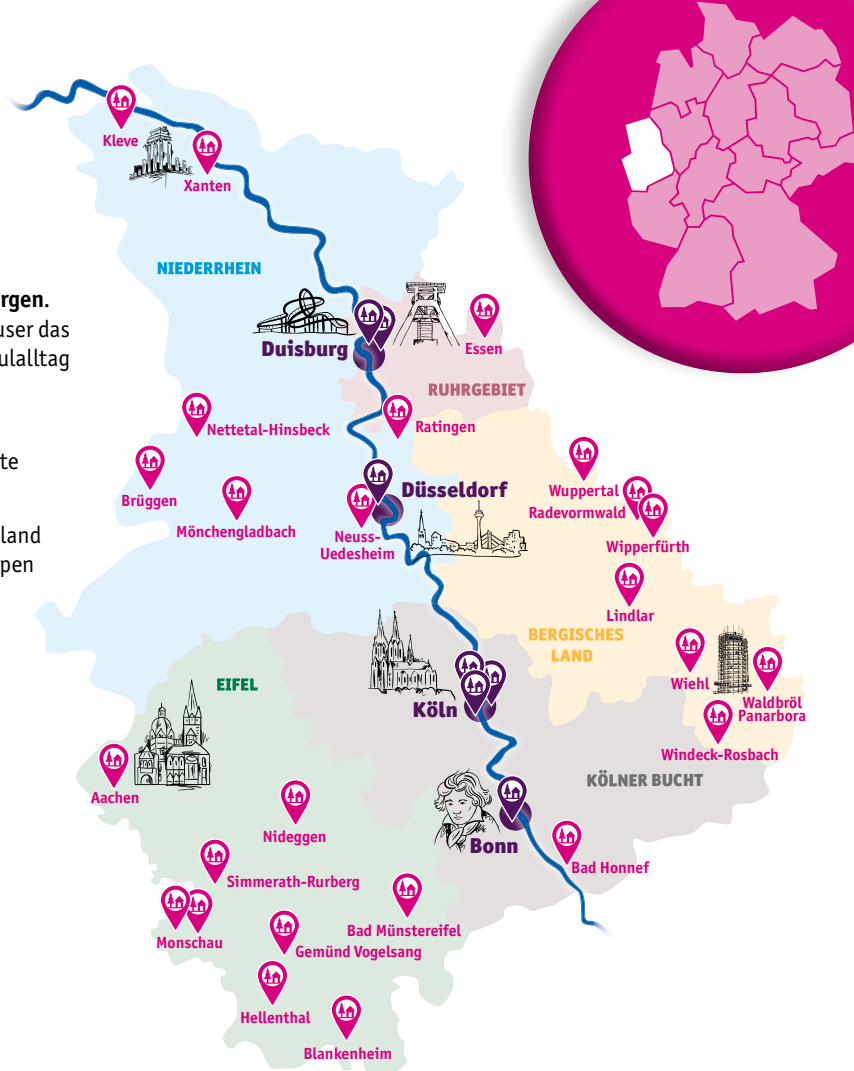 Kleve
Xanten
NIEDERRHEIN
rgen.
user das
ulalltag
Duisburg
Essen
RUHRGEBIET
Nettetal-Hinsbeck
Ratingen
te
Brüggen
Mönchengladbach
land
pen
Düsseldorf
Neuss-
Uedesheim
Wuppertal
Radevormwald
Wipperfürth
Lindlar
BERGISCHES
LAND
Wiehl
Waldbröl
Panarbora
Windeck-Rosbach
EIFEL
Köln
KÖLNER BUCHT
Aachen
Nideggen
Bonn
Bad Honnef
Simmerath-Rurberg
Monschau
Bad Münstereifel
Gemünd Vogelsang
Hellenthal
Blankenheim